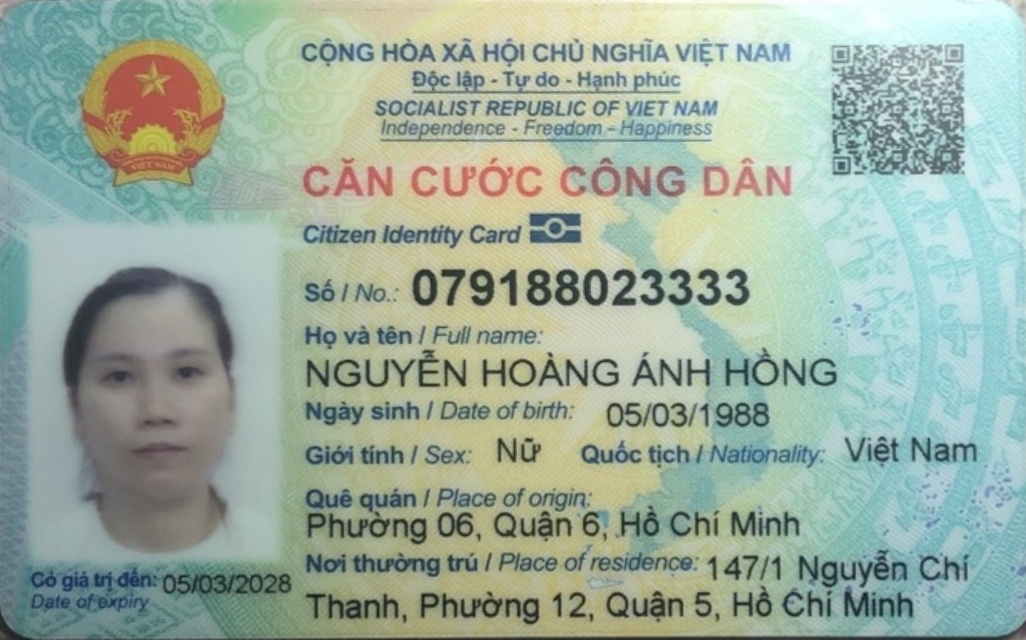 CỘNG HÒA XÃ HỘI CHỦ NGHĨA VIỆT NAM
Độc lập - Tự do - Hạnh phúc
SOCIALIST REPUBLIC OF VIET NAM
Independence - Freedom - Happiness
VIỆT NAM
CĂN CƯỚC CÔNG DÂN
Citizen Identity Card
Số / No.: 079188023333
Họ và tên / Full name:
NGUYỄN HOÀNG ÁNH HỒNG
Ngày sinh / Date of birth: 05/03/1988
Giới tính / Sex: Nữ Quốc tịch / Nationality: Việt Nam
Quê quán / Place of origin:
Phường 06, Quận 6, Hồ Chí Minh
Nơi thường trú / Place of residence: 147/1 Nguyễn Chí
Thanh, Phường 12, Quận 5, Hồ Chí Minh
Có giá trị đến: 05/03/2028
Date of expiry